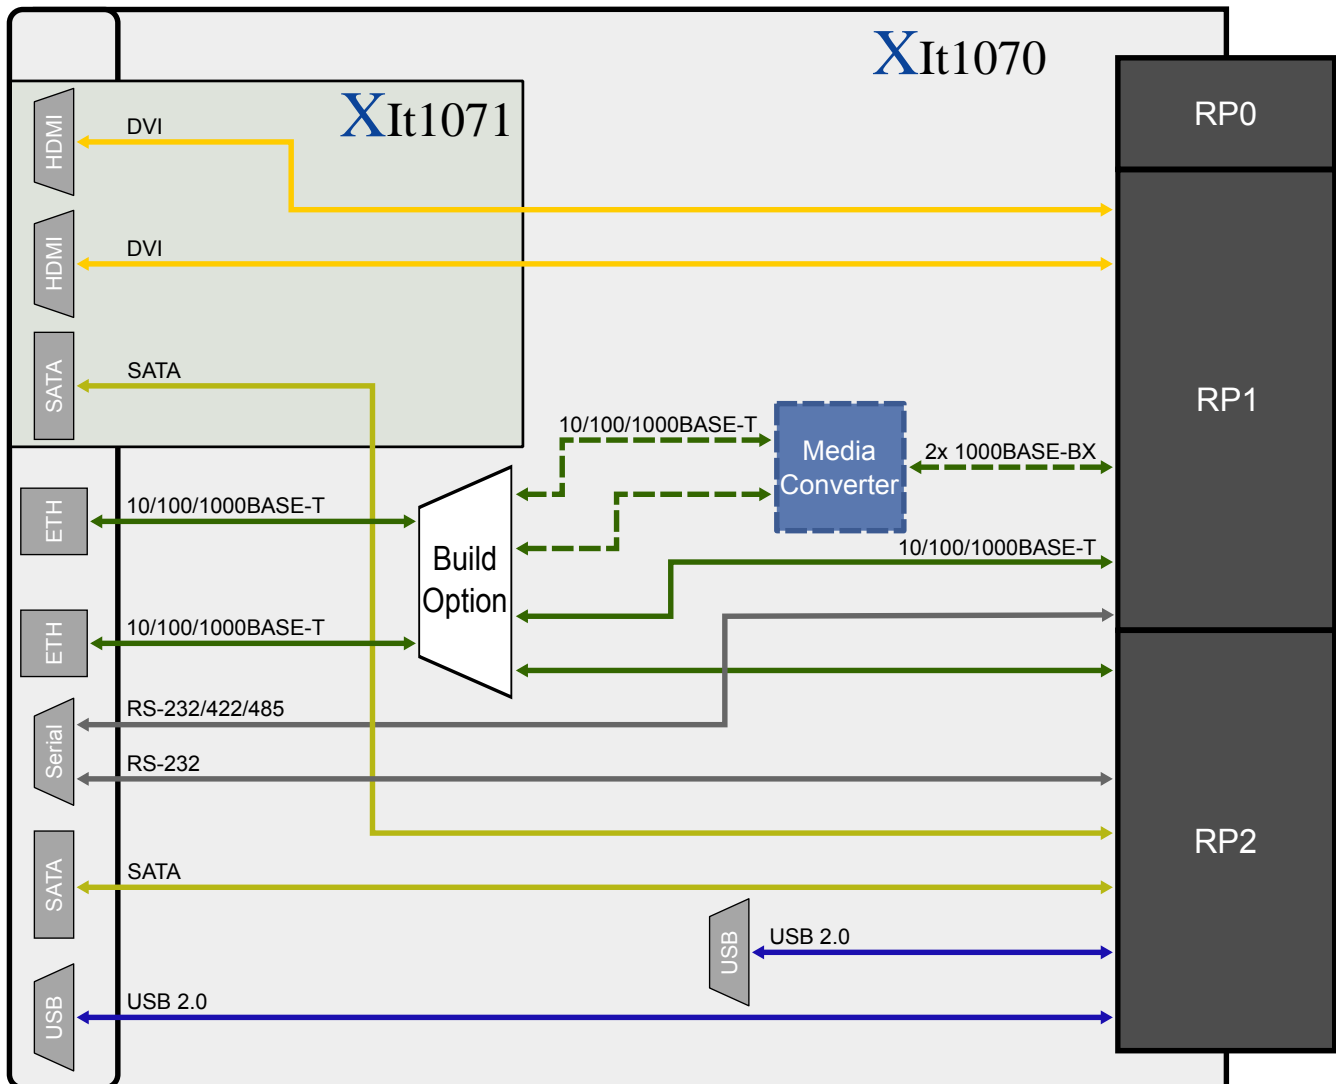 XIt1070
RP0
XIt1071
HDMI
DVI
HDMI
DVI
SATA
SATA
RP1
10/100/1000BASE-T
Media
Converter
2x 1000BASE-BX
ETH
10/100/1000BASE-T
Build
Option
10/100/1000BASE-T
ETH
10/100/1000BASE-T
Serial
RS-232/422/485
RS-232
RP2
SATA
SATA
USB
USB 2.0
USB
USB 2.0